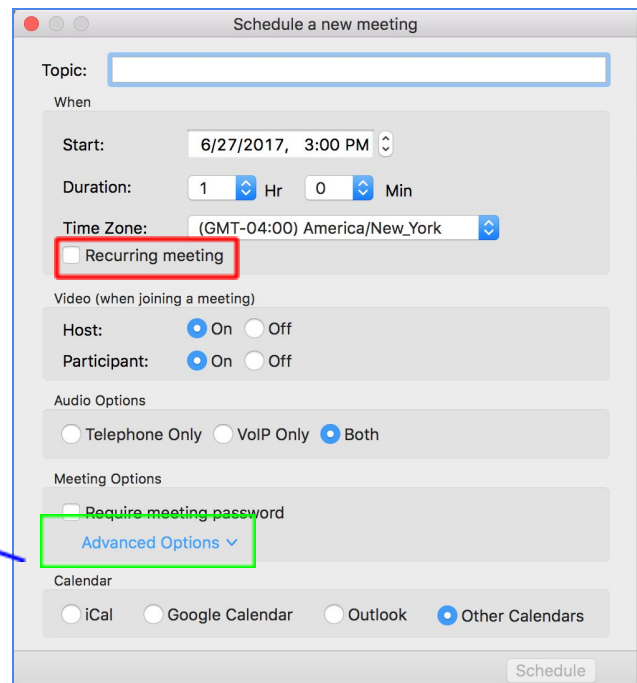 Schedule a new meeting
Topic:
When
Start: 6/27/2017, 3:00 PM
Duration: 1 Hr 0 Min
Time Zone: (GMT-04:00) America/New_York
Recurring meeting
Video (when joining a meeting)
Host: On Off
Participant: On Off
Audio Options
Telephone Only VoIP Only Both
Meeting Options
Require meeting password
Advanced Options
Calendar
iCal Google Calendar Outlook Other Calendars
Schedule